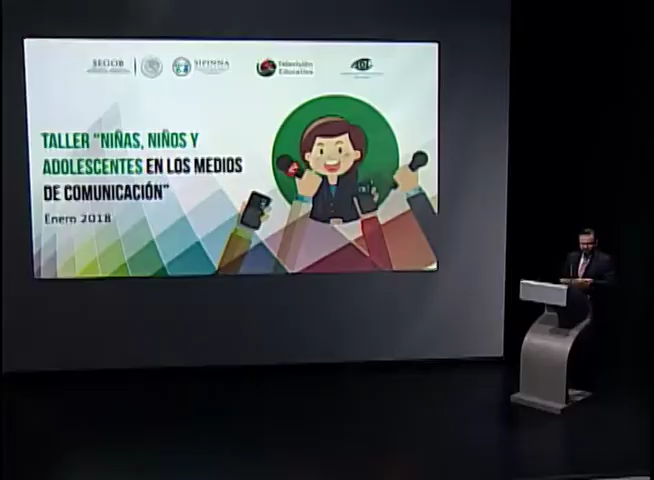 SEGOB
SIPINNA
Televisión
Educativa
TALLER "NIÑAS, NIÑOS Y
ADOLESCENTES EN LOS MEDIOS
DE COMUNICACIÓN"
Enero 2018